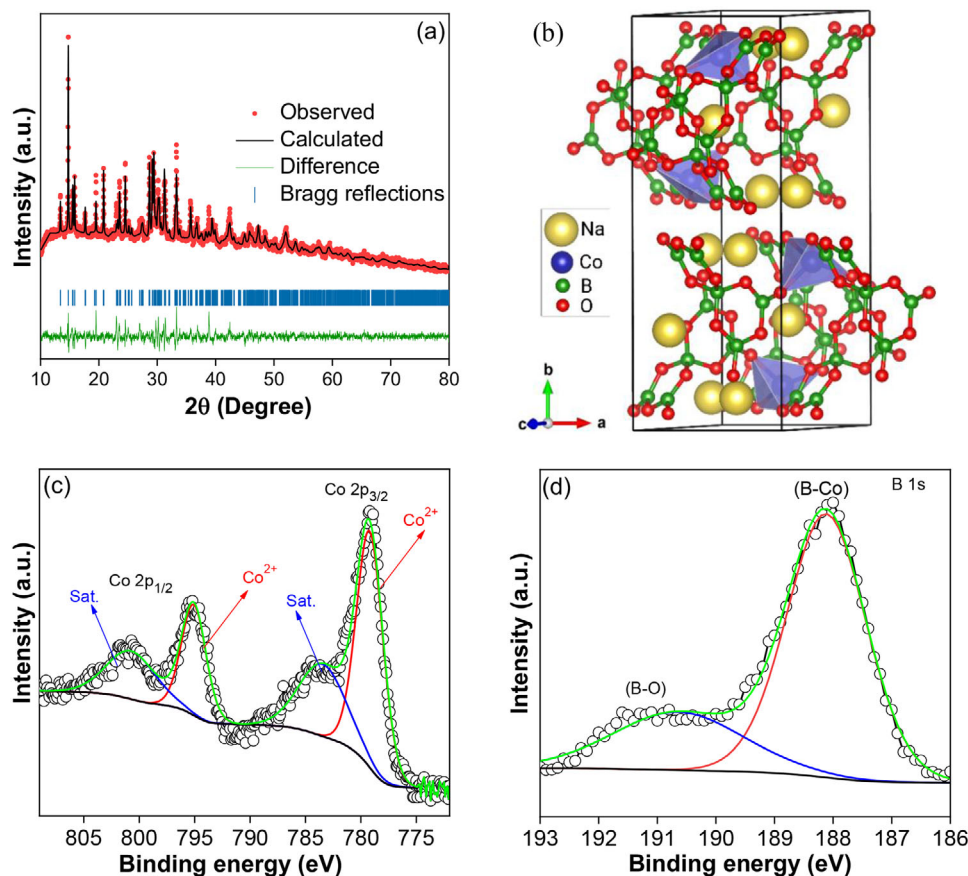 (a)
Observed
Calculated
Difference
Bragg reflections
Intensity (a.u.)
10 20 30 40 50 60 70 80
2θ (Degree)
(b)
Na
Co
B
O
b
c
a
(c)
Co 2p3/2
Co2+
Co 2p1/2
Sat.
Co2+
Sat.
Intensity (a.u.)
805 800 795 790 785 780 775
Binding energy (eV)
(d)
(B-Co)
B 1s
(B-O)
Intensity (a.u.)
193 192 191 190 189 188 187 186
Binding energy (eV)